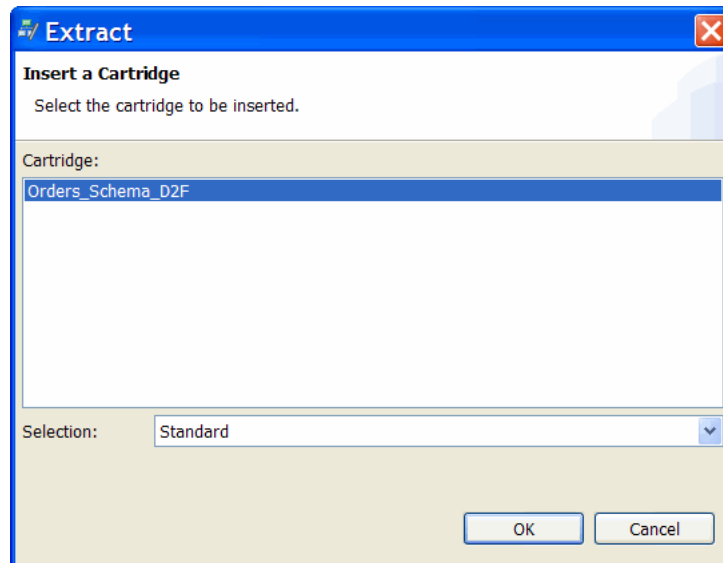 Extract
Insert a Cartridge
Select the cartridge to be inserted.
Cartridge:
Orders_Schema_D2F
Selection: Standard
OK Cancel